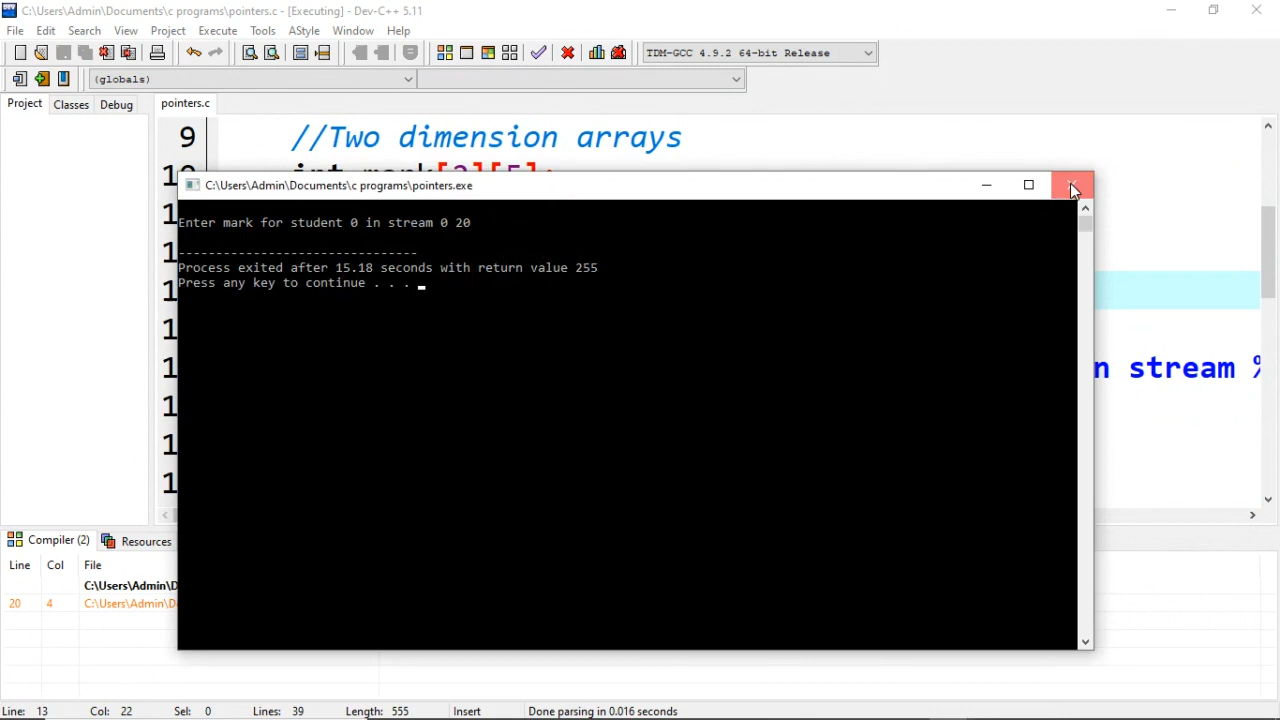 C:\Users\Admin\Documents\c programs\pointers.c - [Executing] - Dev-C++ 5.11
File Edit Search View Project Execute Tools AStyle Window Help
TDM-GCC 4.9.2 64-bit Release
(globals)
Project Classes Debug pointers.c
9 //Two dimension arrays
C:\Users\Admin\Documents\c programs\pointers.exe
Enter mark for student 0 in stream 0 20
--------------------------------
Process exited after 15.18 seconds with return value 255
Press any key to continue . . .
n stream %
Compiler (2) Resources
Line Col File
C:\Users\Admin\D
20 4 C:\Users\Admin\D
Line: 13 Col: 22 Sel: 0 Lines: 39 Length: 555 Insert Done parsing in 0.016 seconds